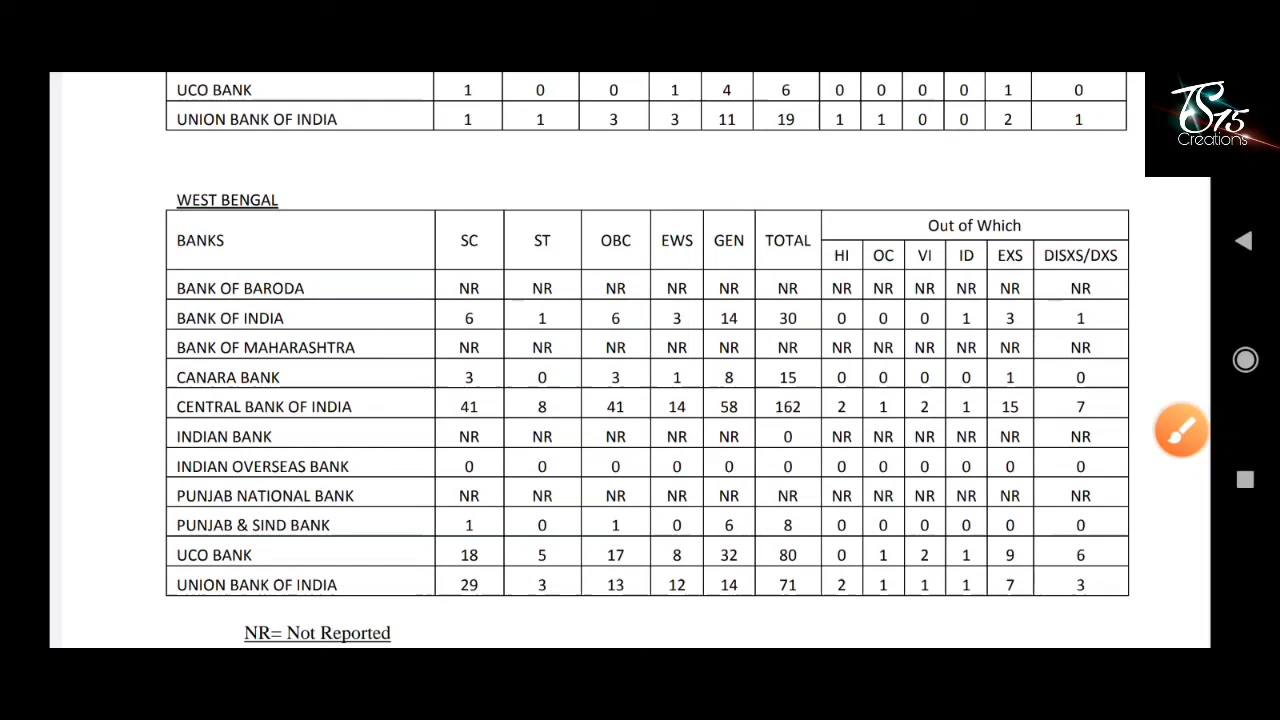 UCO BANK 1 0 0 1 4 6 0 0 0 0 1 0
UNION BANK OF INDIA 1 1 3 3 11 19 1 1 0 0 2 1
TS 75
Creations
WEST BENGAL
BANKS SC ST OBC EWS GEN TOTAL Out of Which
HI OC VI ID EXS DISXS/DXS
BANK OF BARODA NR NR NR NR NR NR NR NR NR NR NR NR
BANK OF INDIA 6 1 6 3 14 30 0 0 0 1 3 1
BANK OF MAHARASHTRA NR NR NR NR NR NR NR NR NR NR NR NR
CANARA BANK 3 0 3 1 8 15 0 0 0 0 1 0
CENTRAL BANK OF INDIA 41 8 41 14 58 162 2 1 2 1 15 7
INDIAN BANK NR NR NR NR NR 0 NR NR NR NR NR NR
INDIAN OVERSEAS BANK 0 0 0 0 0 0 0 0 0 0 0 0
PUNJAB NATIONAL BANK NR NR NR NR NR NR NR NR NR NR NR NR
PUNJAB & SIND BANK 1 0 1 0 6 8 0 0 0 0 0 0
UCO BANK 18 5 17 8 32 80 0 1 2 1 9 6
UNION BANK OF INDIA 29 3 13 12 14 71 2 1 1 1 7 3
NR= Not Reported